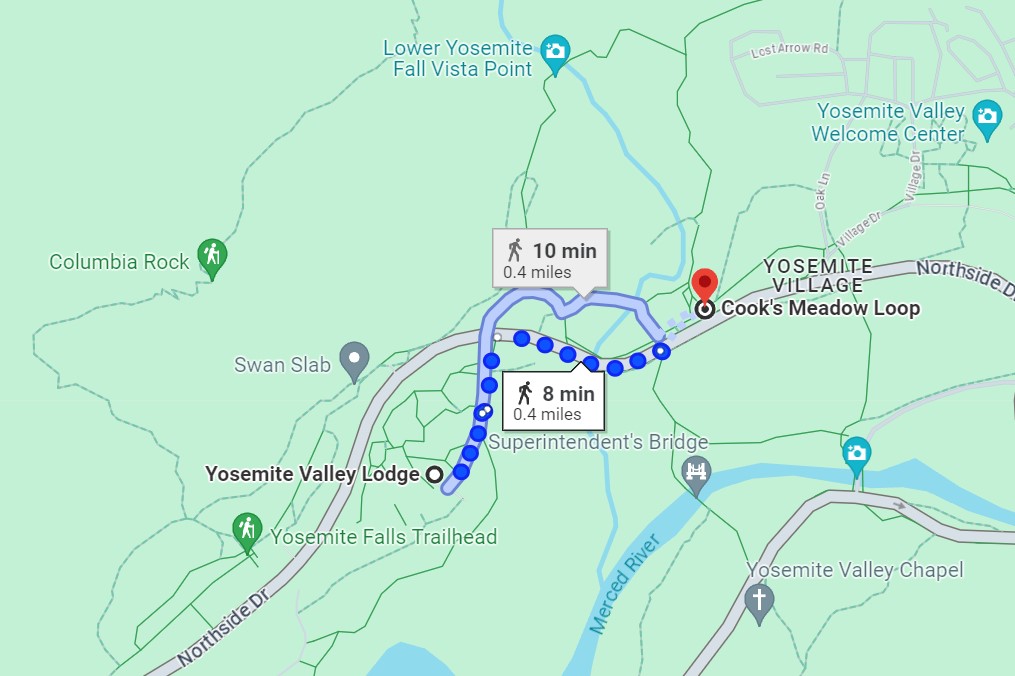 Lower Yosemite
Fall Vista Point
Lost Arrow Rd
Yosemite Valley
Welcome Center
Oak Ln
Village Dr
Village Dr
Columbia Rock
10 min
0.4 miles
YOSEMITE
VILLAGE
Northside D
Cook's Meadow Loop
Swan Slab
8 min
0.4 miles
Superintendent's Bridge
Yosemite Valley Lodge
Yosemite Falls Trailhead
Merced River
Yosemite Valley Chapel
Northside Dr